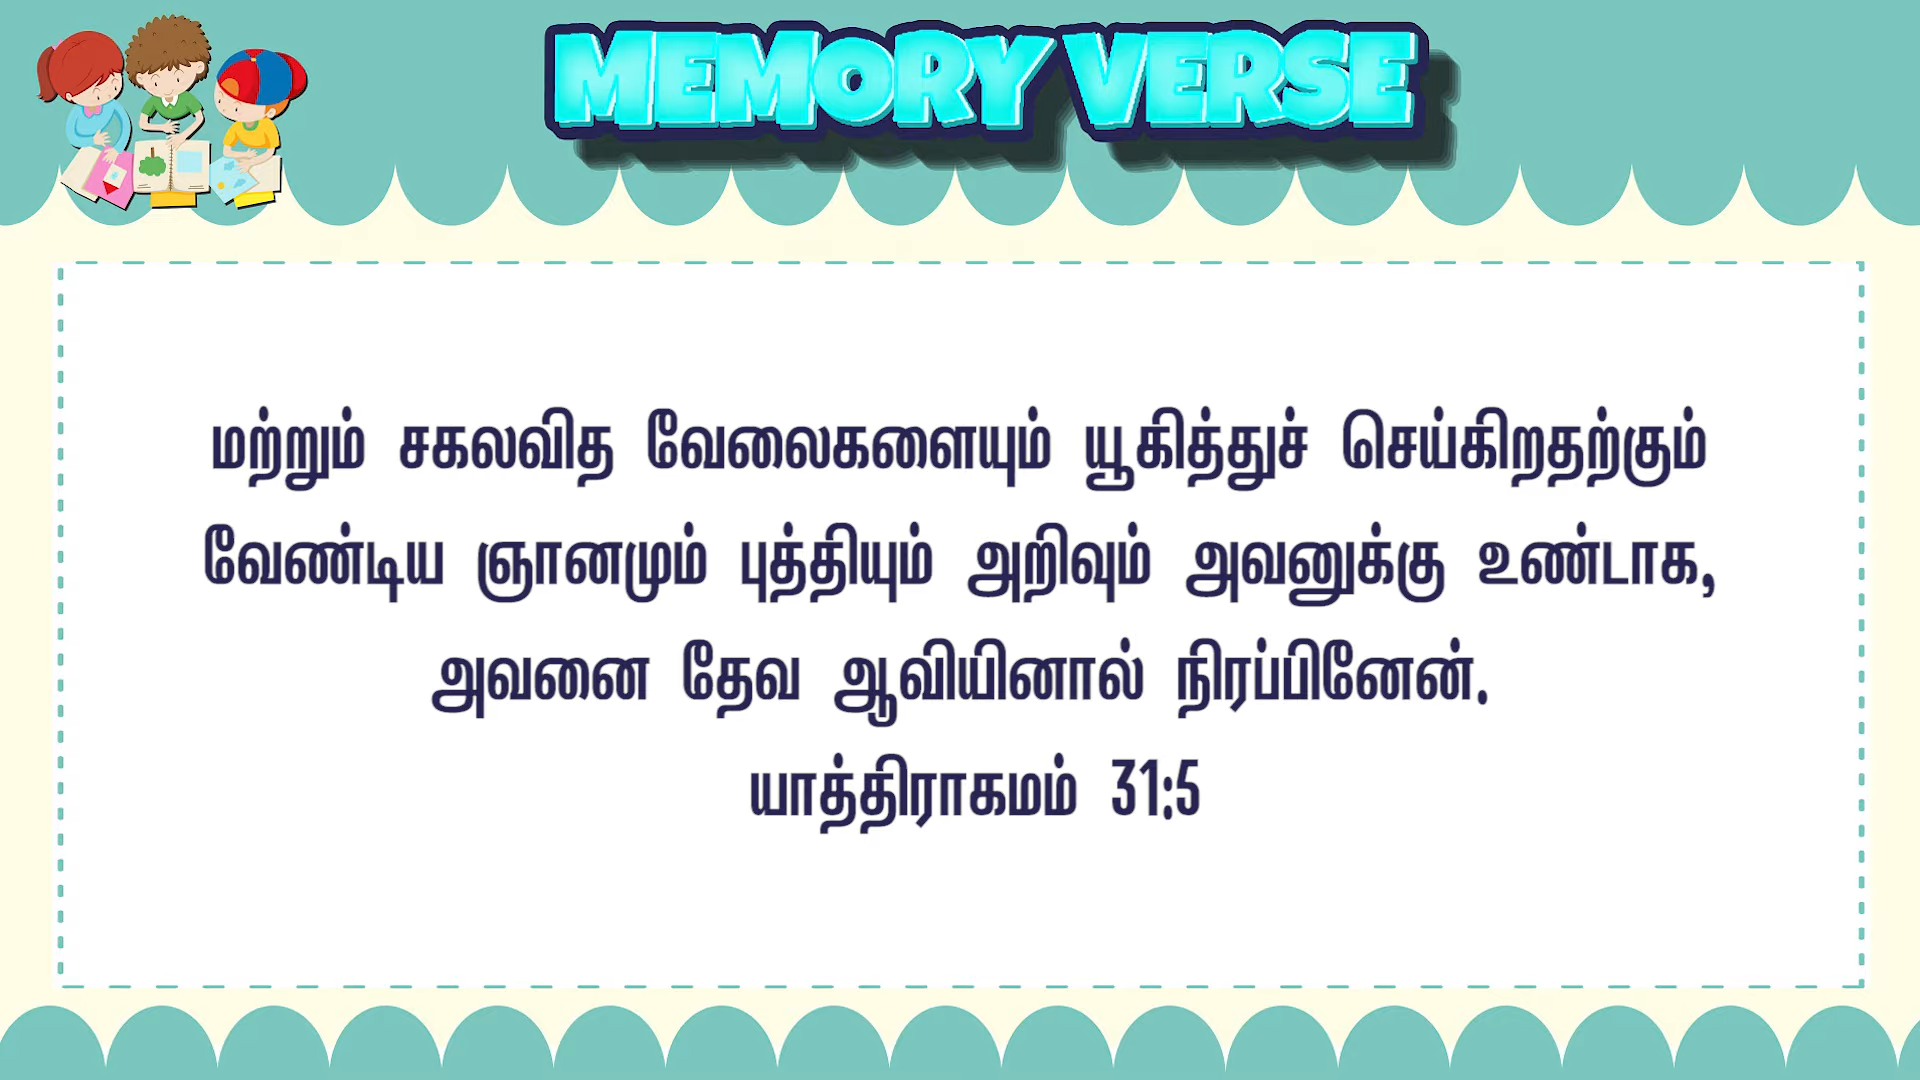 MEMORY VERSE
மற்றும் சகலவித வேலைகளையும் யூகித்துச் செய்கிறதற்கும்
வேண்டிய ஞானமும் புத்தியும் அறிவும் அவனுக்கு உண்டாக,
அவனை தேவ ஆவியினால் நிரப்பினேன்.
யாத்திராகமம் 31:5